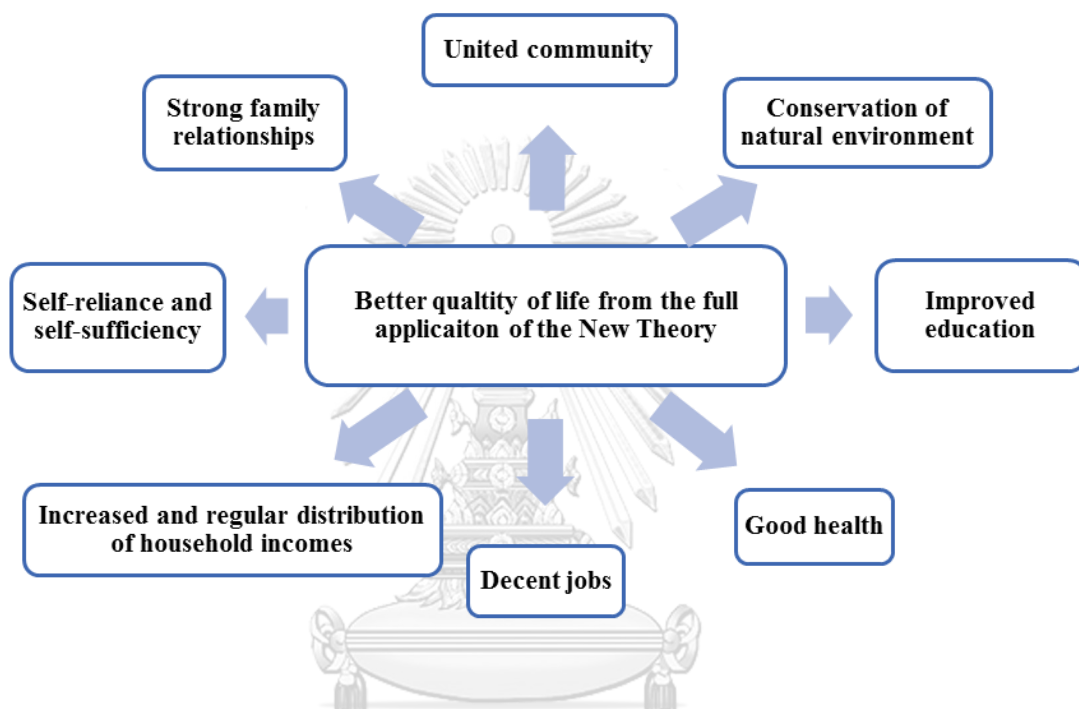 United community
Strong family
relationships
Conservation of
natural environment
Self-reliance and
self-sufficiency
Better qualtity of life from the full
applicaiton of the New Theory
Improved
education
Increased and regular distribution
of household incomes
Good health
Decent jobs